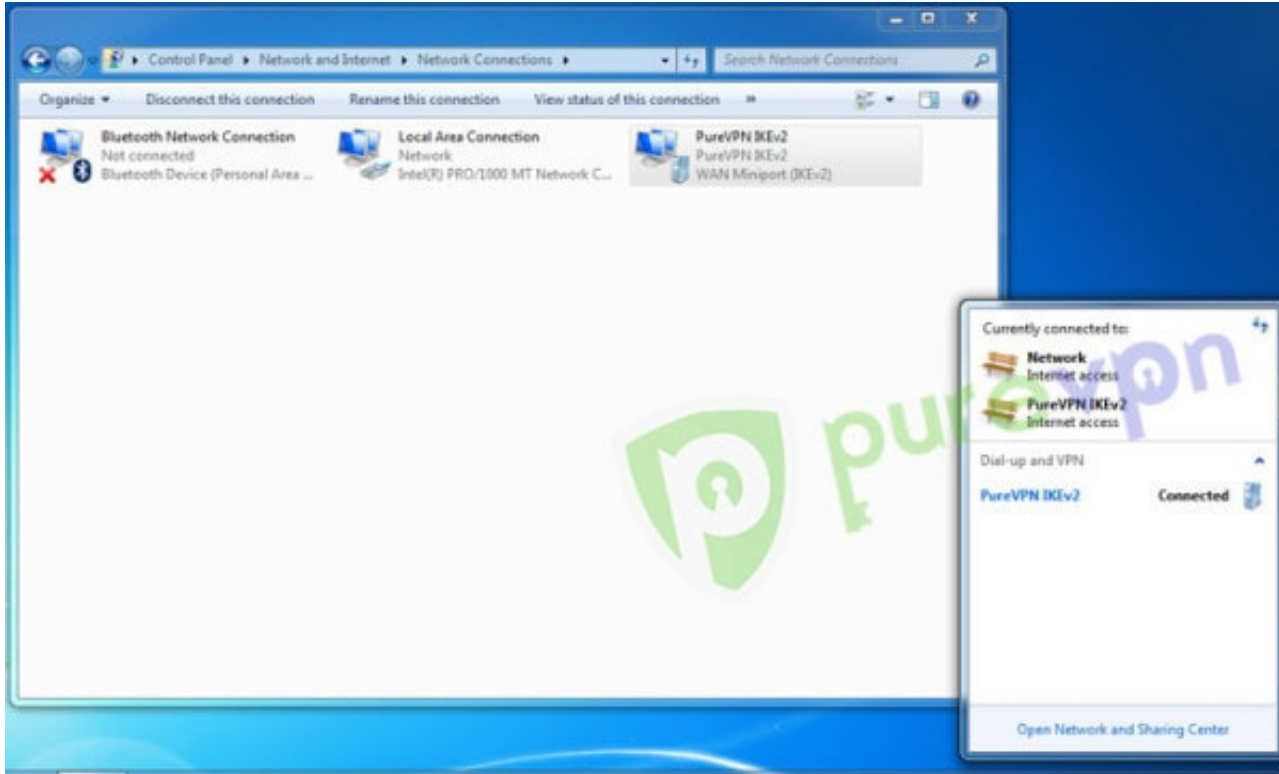 Control Panel ▸ Network and Internet ▸ Network Connections ▸
Search Network Connections
Organize ▾ Disconnect this connection Rename this connection View status of this connection »
Bluetooth Network Connection
Not connected
Bluetooth Device (Personal Area ...
Local Area Connection
Network
Intel(R) PRO/1000 MT Network C...
PureVPN IKEv2
PureVPN IKEv2
WAN Miniport (IKEv2)
Currently connected to:
Network
Internet access
PureVPN IKEv2
Internet access
Dial-up and VPN
PureVPN IKEv2 Connected
Open Network and Sharing Center
purevpn